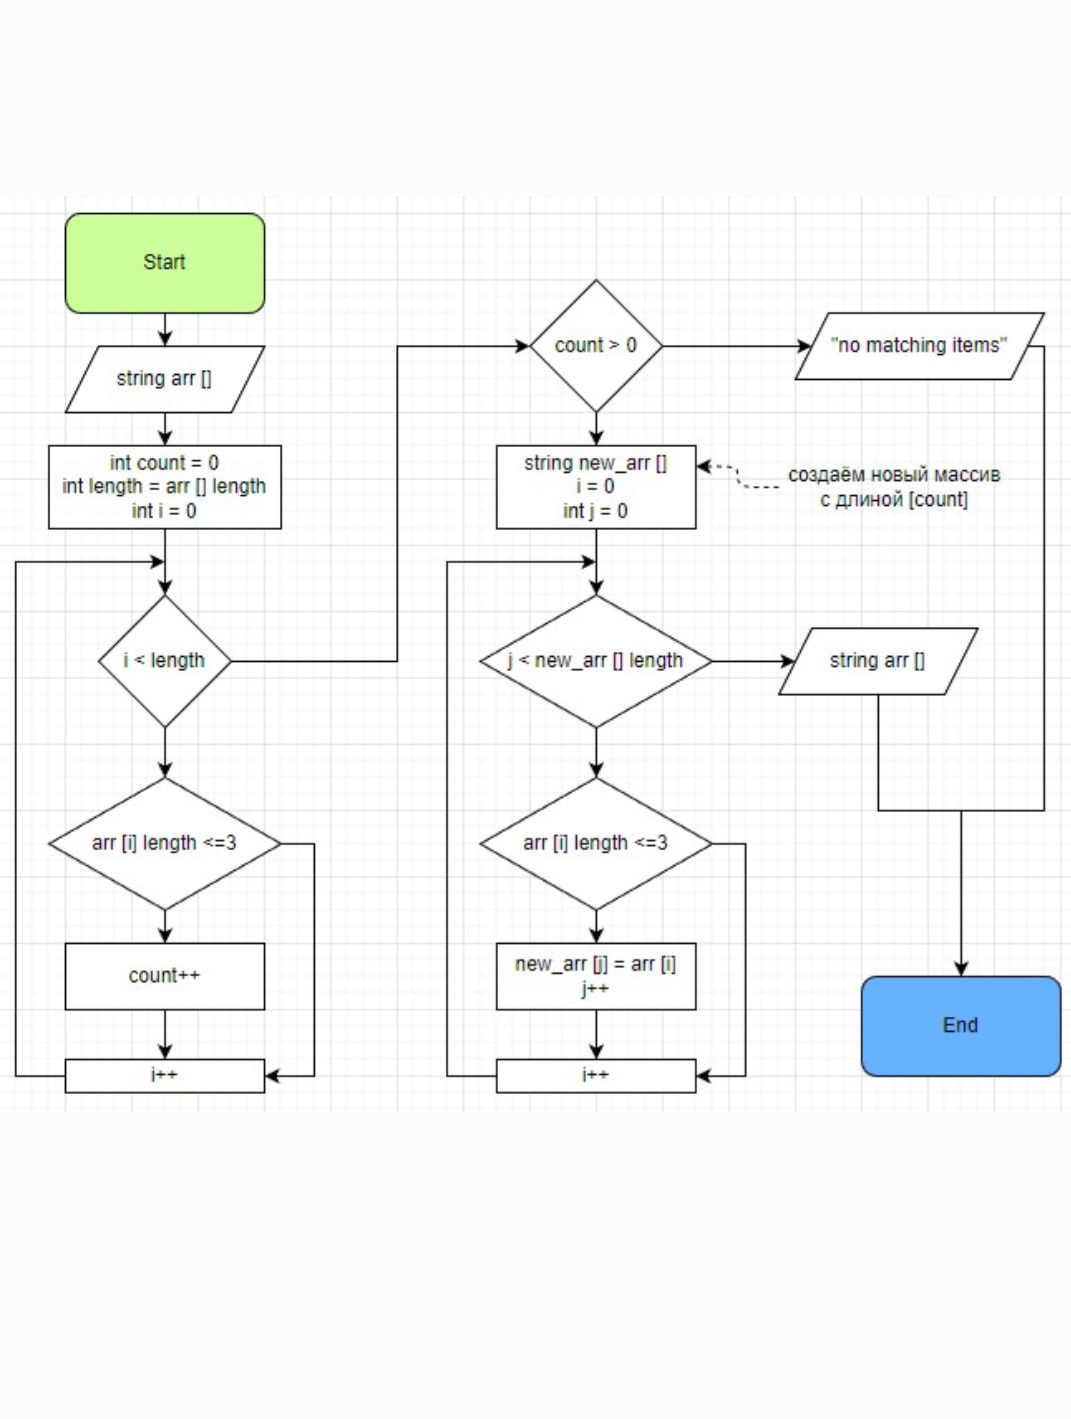 Start
string arr []
int count = 0
int length = arr [] length
int i = 0
i < length
arr [i] length <=3
count++
i++
count > 0
"no matching items"
string new_arr []
i = 0
int j = 0
создаём новый массив
с длиной [count]
j < new_arr [] length
string arr []
arr [i] length <=3
new_arr [j] = arr [i]
j++
i++
End